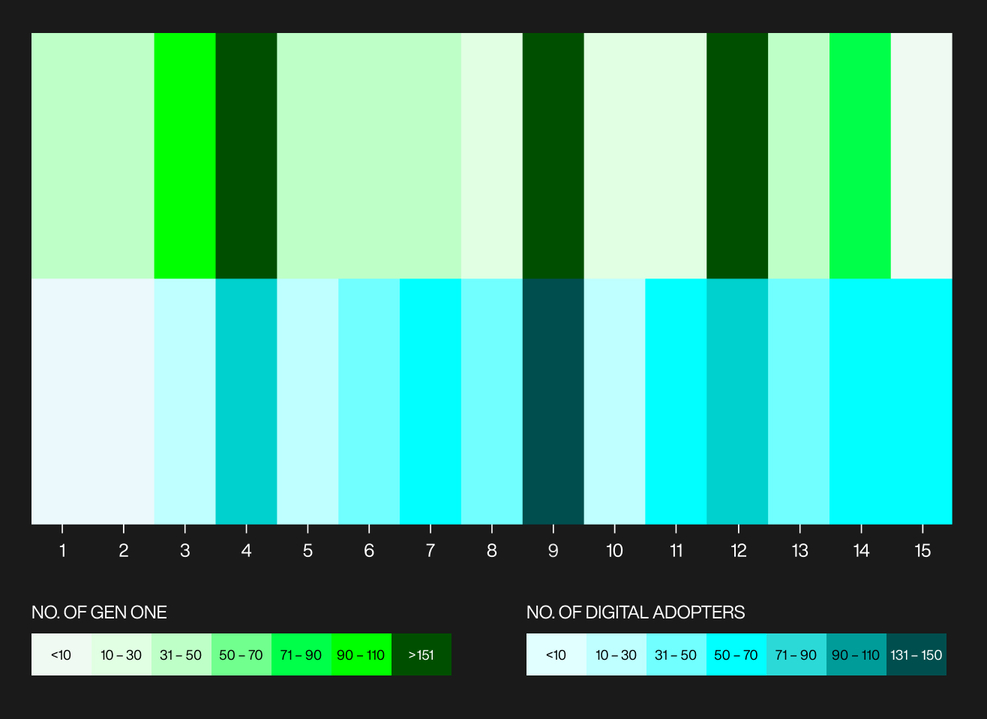 1 2 3 4 5 6 7 8 9 10 11 12 13 14 15
NO. OF GEN ONE
<10 10 – 30 31 – 50 50 – 70 71 – 90 90 – 110 >151
NO. OF DIGITAL ADOPTERS
<10 10 – 30 31 – 50 50 – 70 71 – 90 90 – 110 131 – 150